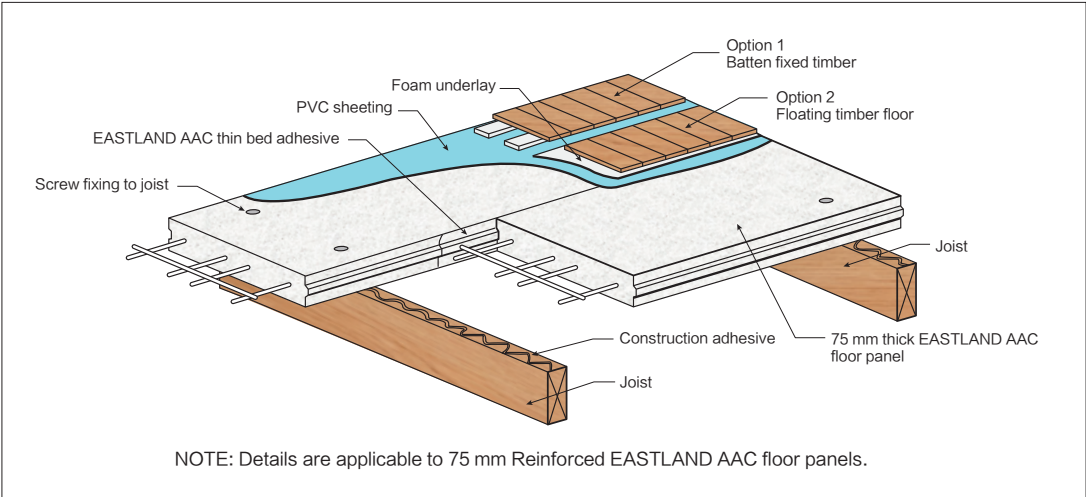 Option 1
Batten fixed timber
Foam underlay
Option 2
Floating timber floor
PVC sheeting
EASTLAND AAC thin bed adhesive
Screw fixing to joist
Joist
Construction adhesive
75 mm thick EASTLAND AAC
floor panel
Joist
NOTE: Details are applicable to 75 mm Reinforced EASTLAND AAC floor panels.